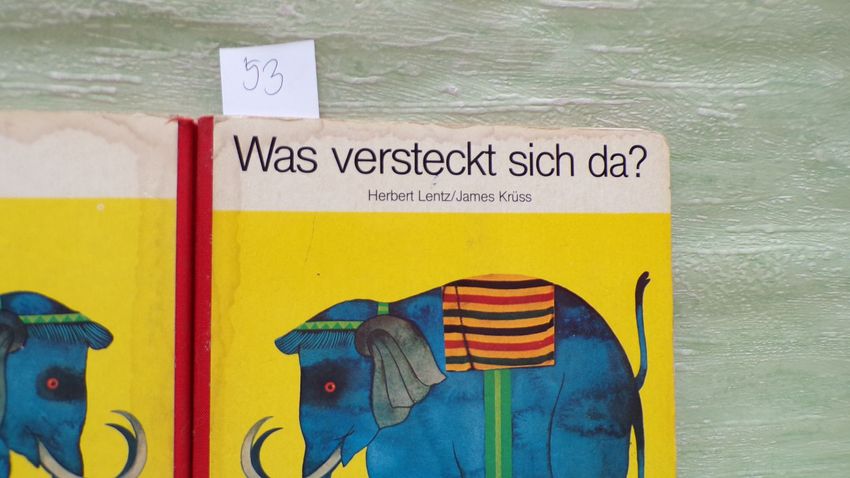 53
Was versteckt sich da?
Herbert Lentz/James Krüss